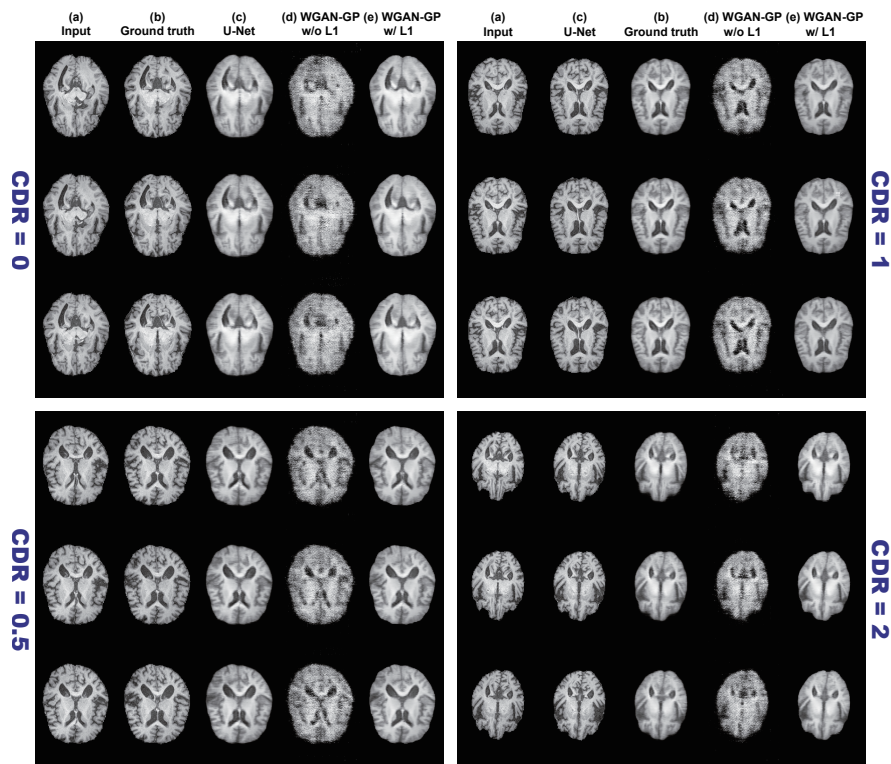 (a) (b) (c) (d) WGAN-GP (e) WGAN-GP
Input Ground truth U-Net w/o L1 w/ L1
(a) (c) (b) (d) WGAN-GP (e) WGAN-GP
Input U-Net Ground truth w/o L1 w/ L1
CDR = 0
CDR = 1
CDR = 0.5
CDR = 2